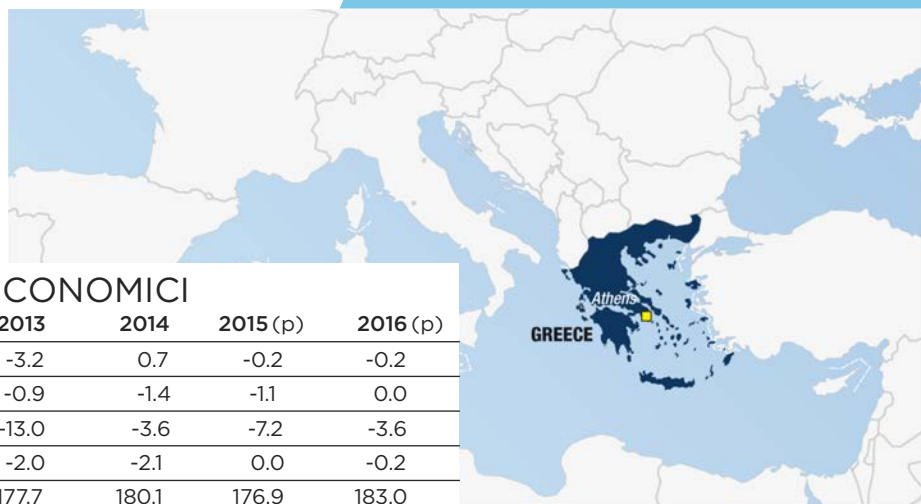 CONOMICI
2013 2014 2015 (p) 2016 (p)
-3.2 0.7 -0.2 -0.2
-0.9 -1.4 -1.1 0.0
-13.0 -3.6 -7.2 -3.6
-2.0 -2.1 0.0 -0.2
177.7 180.1 176.9 183.0
Athens
GREECE